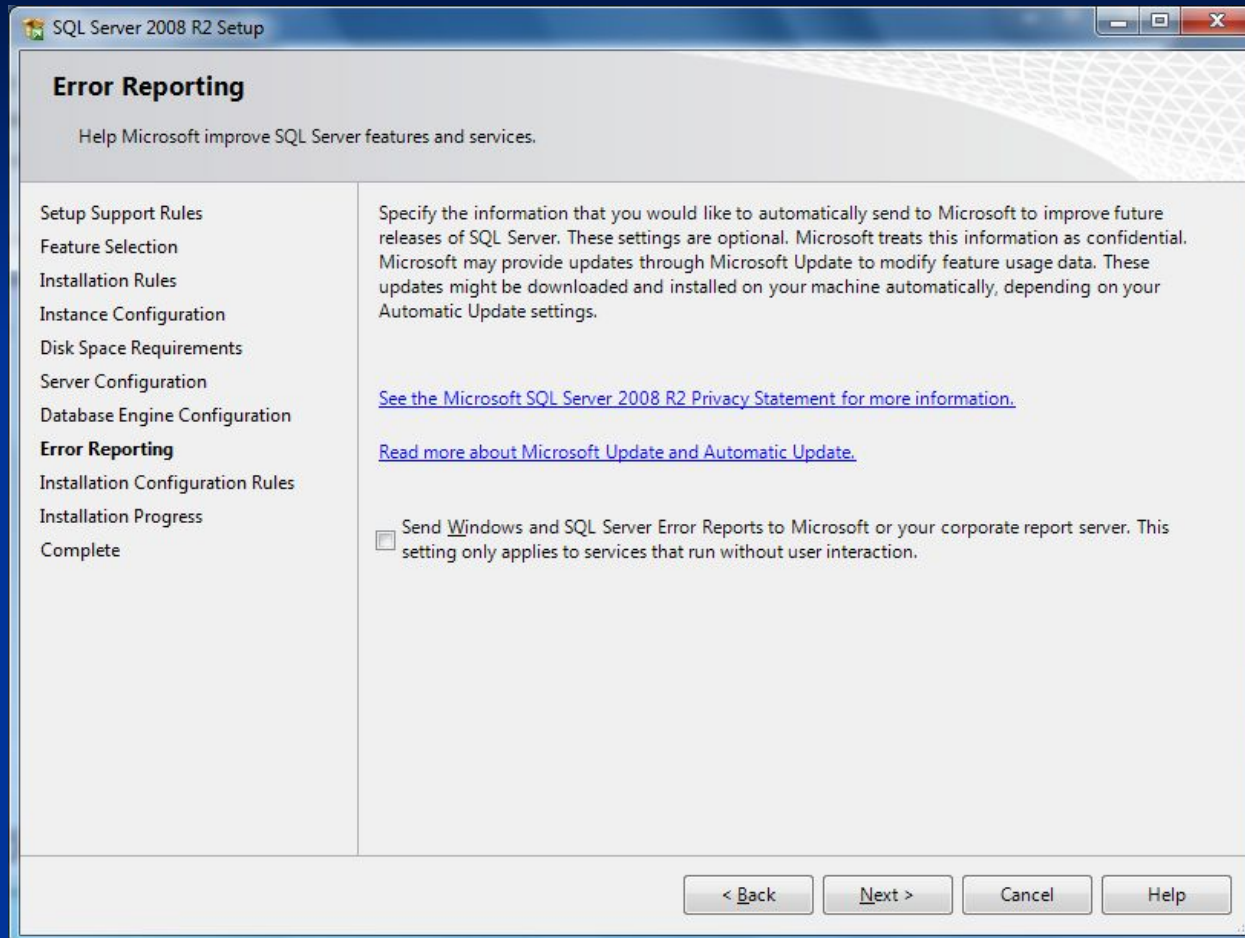 SQL Server 2008 R2 Setup
Error Reporting
Help Microsoft improve SQL Server features and services.
Setup Support Rules
Feature Selection
Installation Rules
Instance Configuration
Disk Space Requirements
Server Configuration
Database Engine Configuration
Error Reporting
Installation Configuration Rules
Installation Progress
Complete
Specify the information that you would like to automatically send to Microsoft to improve future
releases of SQL Server. These settings are optional. Microsoft treats this information as confidential.
Microsoft may provide updates through Microsoft Update to modify feature usage data. These
updates might be downloaded and installed on your machine automatically, depending on your
Automatic Update settings.
See the Microsoft SQL Server 2008 R2 Privacy Statement for more information.
Read more about Microsoft Update and Automatic Update.
Send Windows and SQL Server Error Reports to Microsoft or your corporate report server. This
setting only applies to services that run without user interaction.
< Back Next > Cancel Help